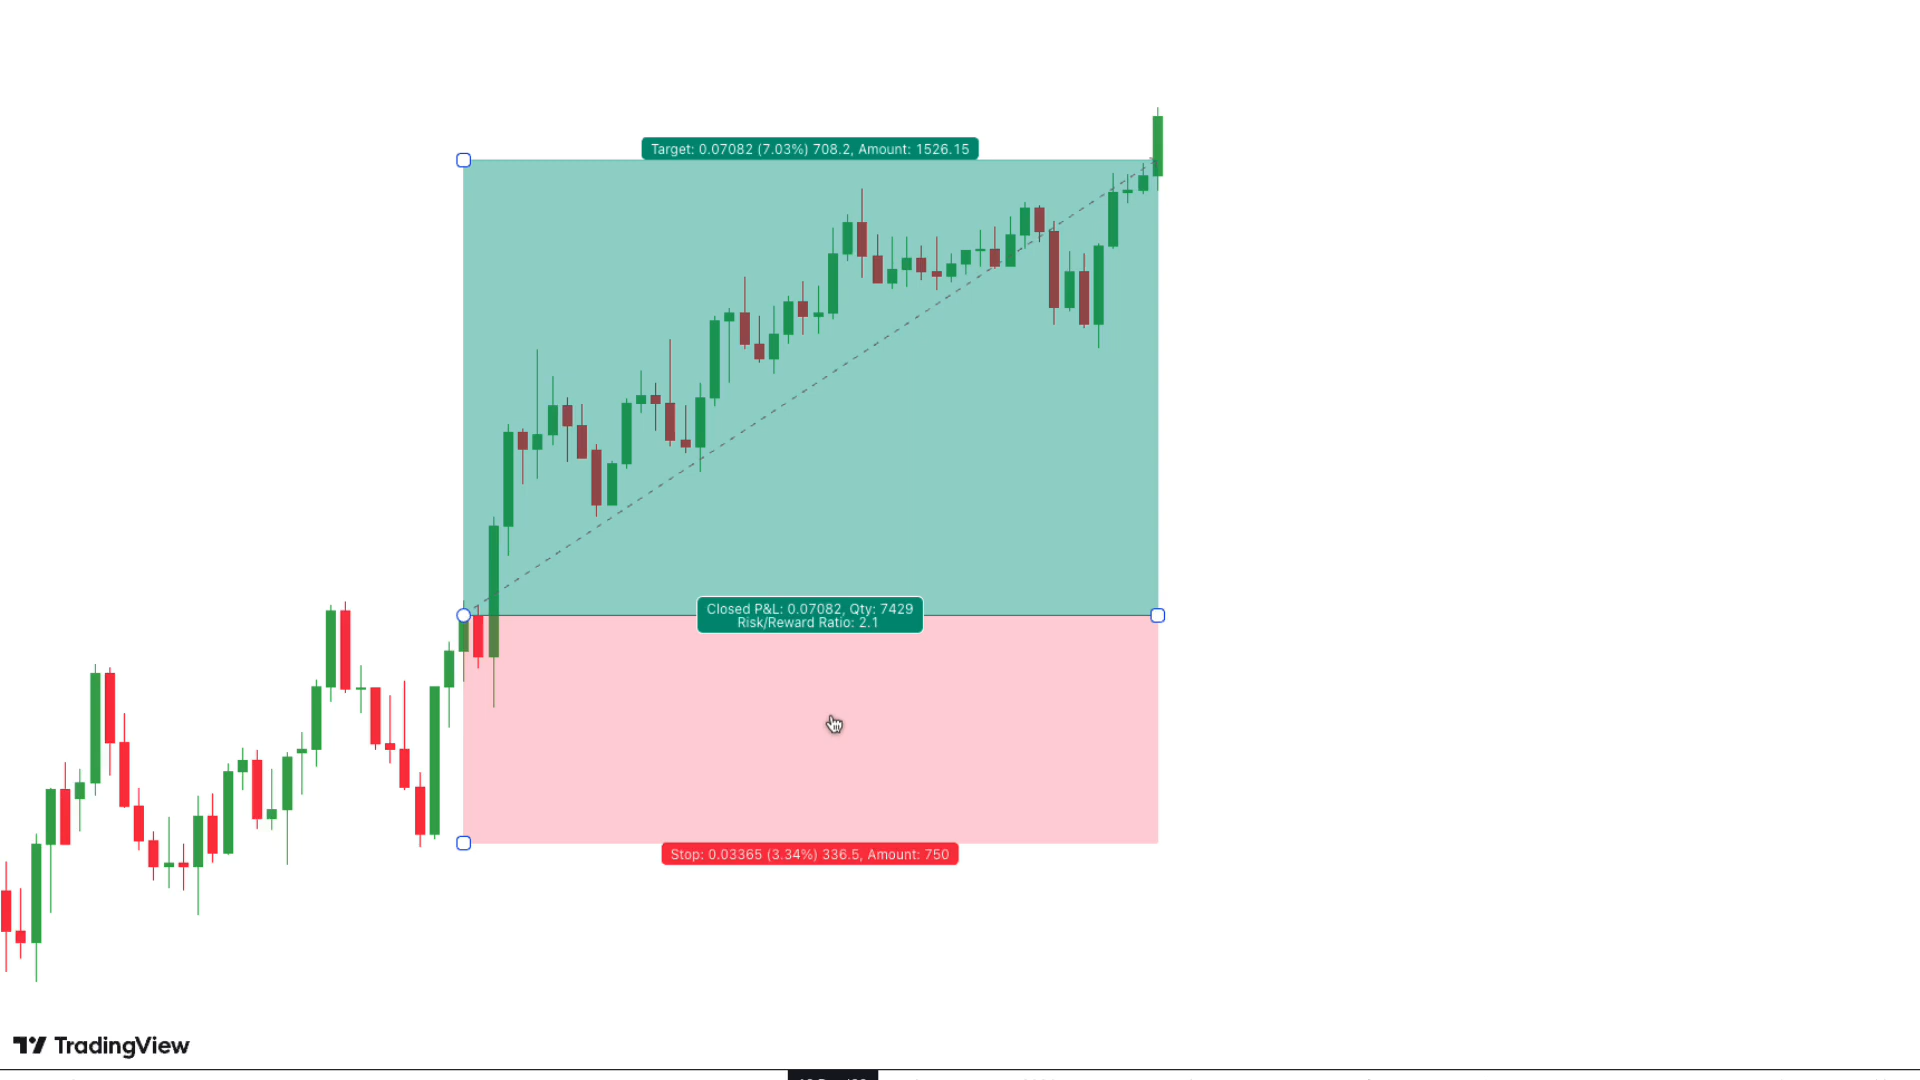 Target: 0.07082 (7.03%) 708.2, Amount: 1526.15
Closed P&L: 0.07082, Qty: 7429
Risk/Reward Ratio: 2.1
Stop: 0.03365 (3.34%) 336.5, Amount: 750
TradingView